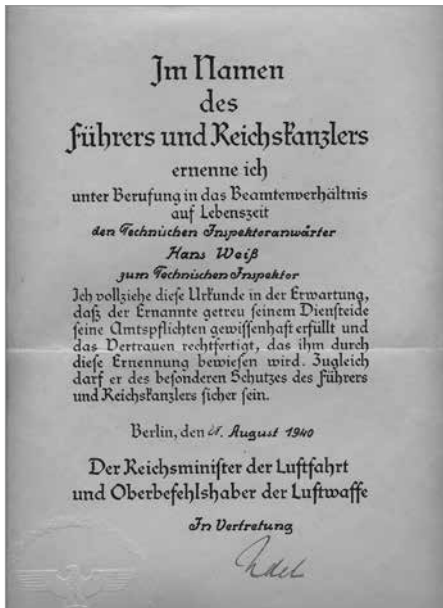 Im Namen
des
Führers und Reichskanzlers
ernenne ich
unter Berufung in das Beamtenverhältnis
auf Lebenszeit
den Technischen Inspektoranwärter
Hans Weiß
zum Technischen Inspektor
Ich vollziehe diese Urkunde in der Erwartung,
daß der Ernannte getreu seinem Diensteide
seine Amtspflichten gewissenhaft erfüllt und
das Vertrauen rechtfertigt, das ihm durch
diese Ernennung bewiesen wird. Zugleich
darf er des besonderen Schutzes des Führers
und Reichskanzlers sicher sein.
Berlin, den August 1940
Der Reichsminister der Luftfahrt
und Oberbefehlshaber der Luftwaffe
In Vertretung
Udet